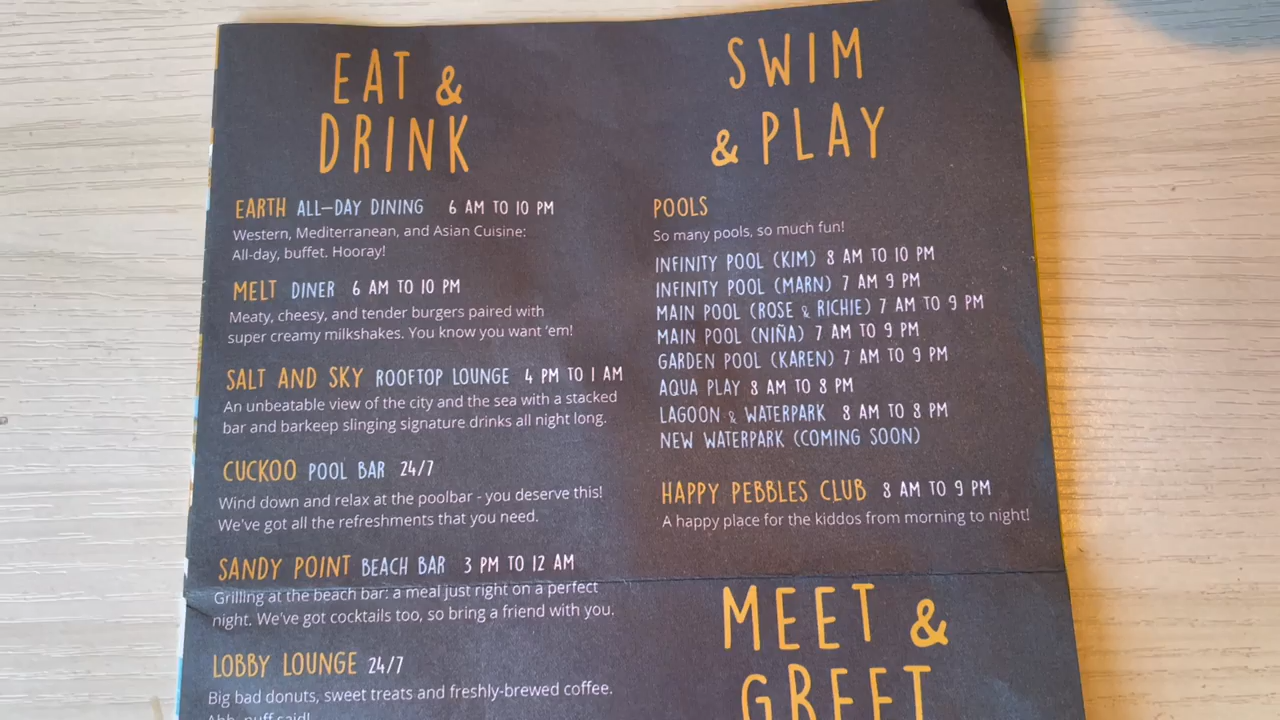 EAT &
DRINK
EARTH ALL-DAY DINING 6 AM TO 10 PM
Western, Mediterranean, and Asian Cuisine:
All-day, buffet. Hooray!
MELT DINER 6 AM TO 10 PM
Meaty, cheesy, and tender burgers paired with
super creamy milkshakes. You know you want 'em!
SALT AND SKY ROOFTOP LOUNGE 4 PM TO 1 AM
An unbeatable view of the city and the sea with a stacked
bar and barkeep slinging signature drinks all night long.
CUCKOO POOL BAR 24/7
Wind down and relax at the poolbar - you deserve this!
We've got all the refreshments that you need.
SANDY POINT BEACH BAR 3 PM TO 12 AM
Grilling at the beach bar: a meal just right on a perfect
night. We've got cocktails too, so bring a friend with you.
LOBBY LOUNGE 24/7
Big bad donuts, sweet treats and freshly-brewed coffee.
Ahh, nuff said!
SWIM
& PLAY
POOLS
So many pools, so much fun!
INFINITY POOL (KIM) 8 AM TO 10 PM
INFINITY POOL (MARN) 7 AM 9 PM
MAIN POOL (ROSE & RICHIE) 7 AM TO 9 PM
MAIN POOL (NIÑA) 7 AM TO 9 PM
GARDEN POOL (KAREN) 7 AM TO 9 PM
AQUA PLAY 8 AM TO 8 PM
LAGOON & WATERPARK 8 AM TO 8 PM
NEW WATERPARK (COMING SOON)
HAPPY PEBBLES CLUB 8 AM TO 9 PM
A happy place for the kiddos from morning to night!
MEET &
GREET